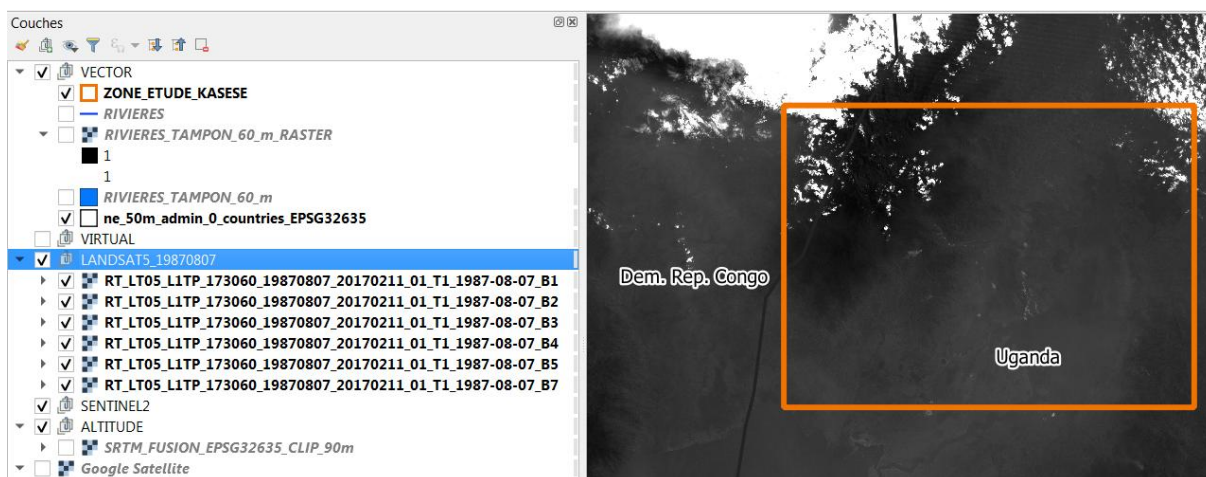 Couches
VECTOR
ZONE_ETUDE_KASESE
RIVIERES
RIVIERES_TAMPON_60_m_RASTER
1
1
RIVIERES_TAMPON_60_m
ne_50m_admin_0_countries_EPSG32635
VIRTUAL
LANDSAT5_19870807
RT_LT05_L1TP_173060_19870807_20170211_01_T1_1987-08-07_B1
RT_LT05_L1TP_173060_19870807_20170211_01_T1_1987-08-07_B2
RT_LT05_L1TP_173060_19870807_20170211_01_T1_1987-08-07_B3
RT_LT05_L1TP_173060_19870807_20170211_01_T1_1987-08-07_B4
RT_LT05_L1TP_173060_19870807_20170211_01_T1_1987-08-07_B5
RT_LT05_L1TP_173060_19870807_20170211_01_T1_1987-08-07_B7
SENTINEL2
ALTITUDE
SRTM_FUSION_EPSG32635_CLIP_90m
Google Satellite
Dem. Rep. Congo
Uganda